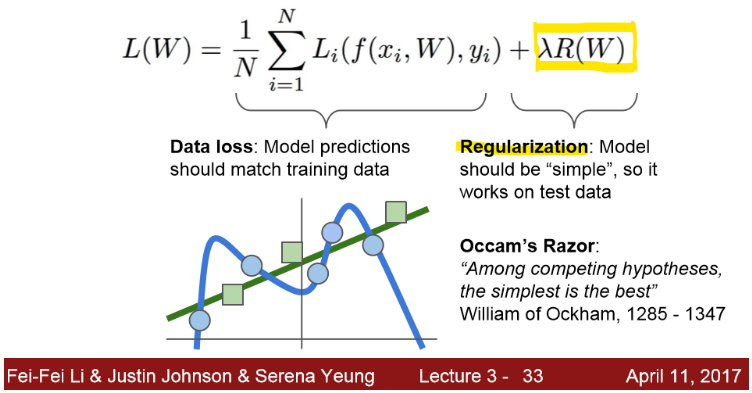 L(W) = \frac{1}{N} \sum_{i=1}^{N} L_i(f(x_i, W), y_i) + λR(W)
Data loss: Model predictions
should match training data
Regularization: Model
should be “simple”, so it
works on test data
Occam’s Razor:
“Among competing hypotheses,
the simplest is the best”
William of Ockham, 1285 - 1347
Fei-Fei Li & Justin Johnson & Serena Yeung Lecture 3 - 33 April 11, 2017